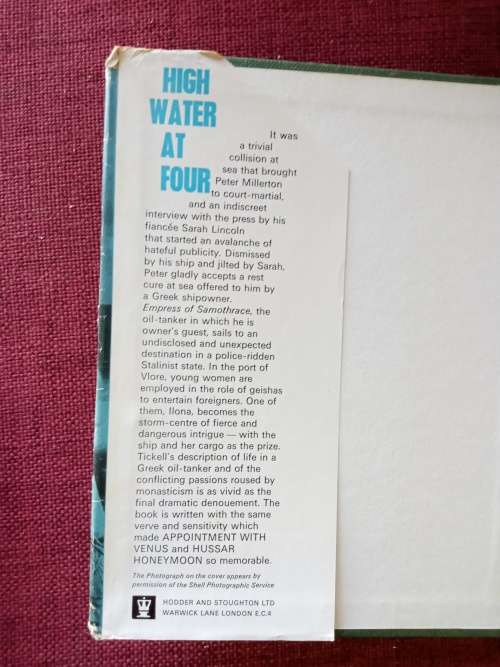 HIGH
WATER
AT
FOUR
It was
a trivial
collision at
sea that brought
Peter Millerton
to court-martial,
and an indiscreet
interview with the press by his
fiancée Sarah Lincoln
that started an avalanche of
hateful publicity. Dismissed
by his ship and jilted by Sarah,
Peter gladly accepts a rest
cure at sea offered to him by
a Greek shipowner.
Empress of Samothrace, the
oil-tanker in which he is
owner's guest, sails to an
undisclosed and unexpected
destination in a police-ridden
Stalinist state. In the port of
Vlore, young women are
employed in the role of geishas
to entertain foreigners. One of
them, Ilona, becomes the
storm-centre of fierce and
dangerous intrigue — with the
ship and her cargo as the prize.
Tickell's description of life in a
Greek oil-tanker and of the
conflicting passions roused by
monasticism is as vivid as the
final dramatic denouement. The
book is written with the same
verve and sensitivity which
made APPOINTMENT WITH
VENUS and HUSSAR
HONEYMOON so memorable.
The Photograph on the cover appears by
permission of the Shell Photographic Service
HODDER AND STOUGHTON LTD
WARWICK LANE LONDON E.C.4